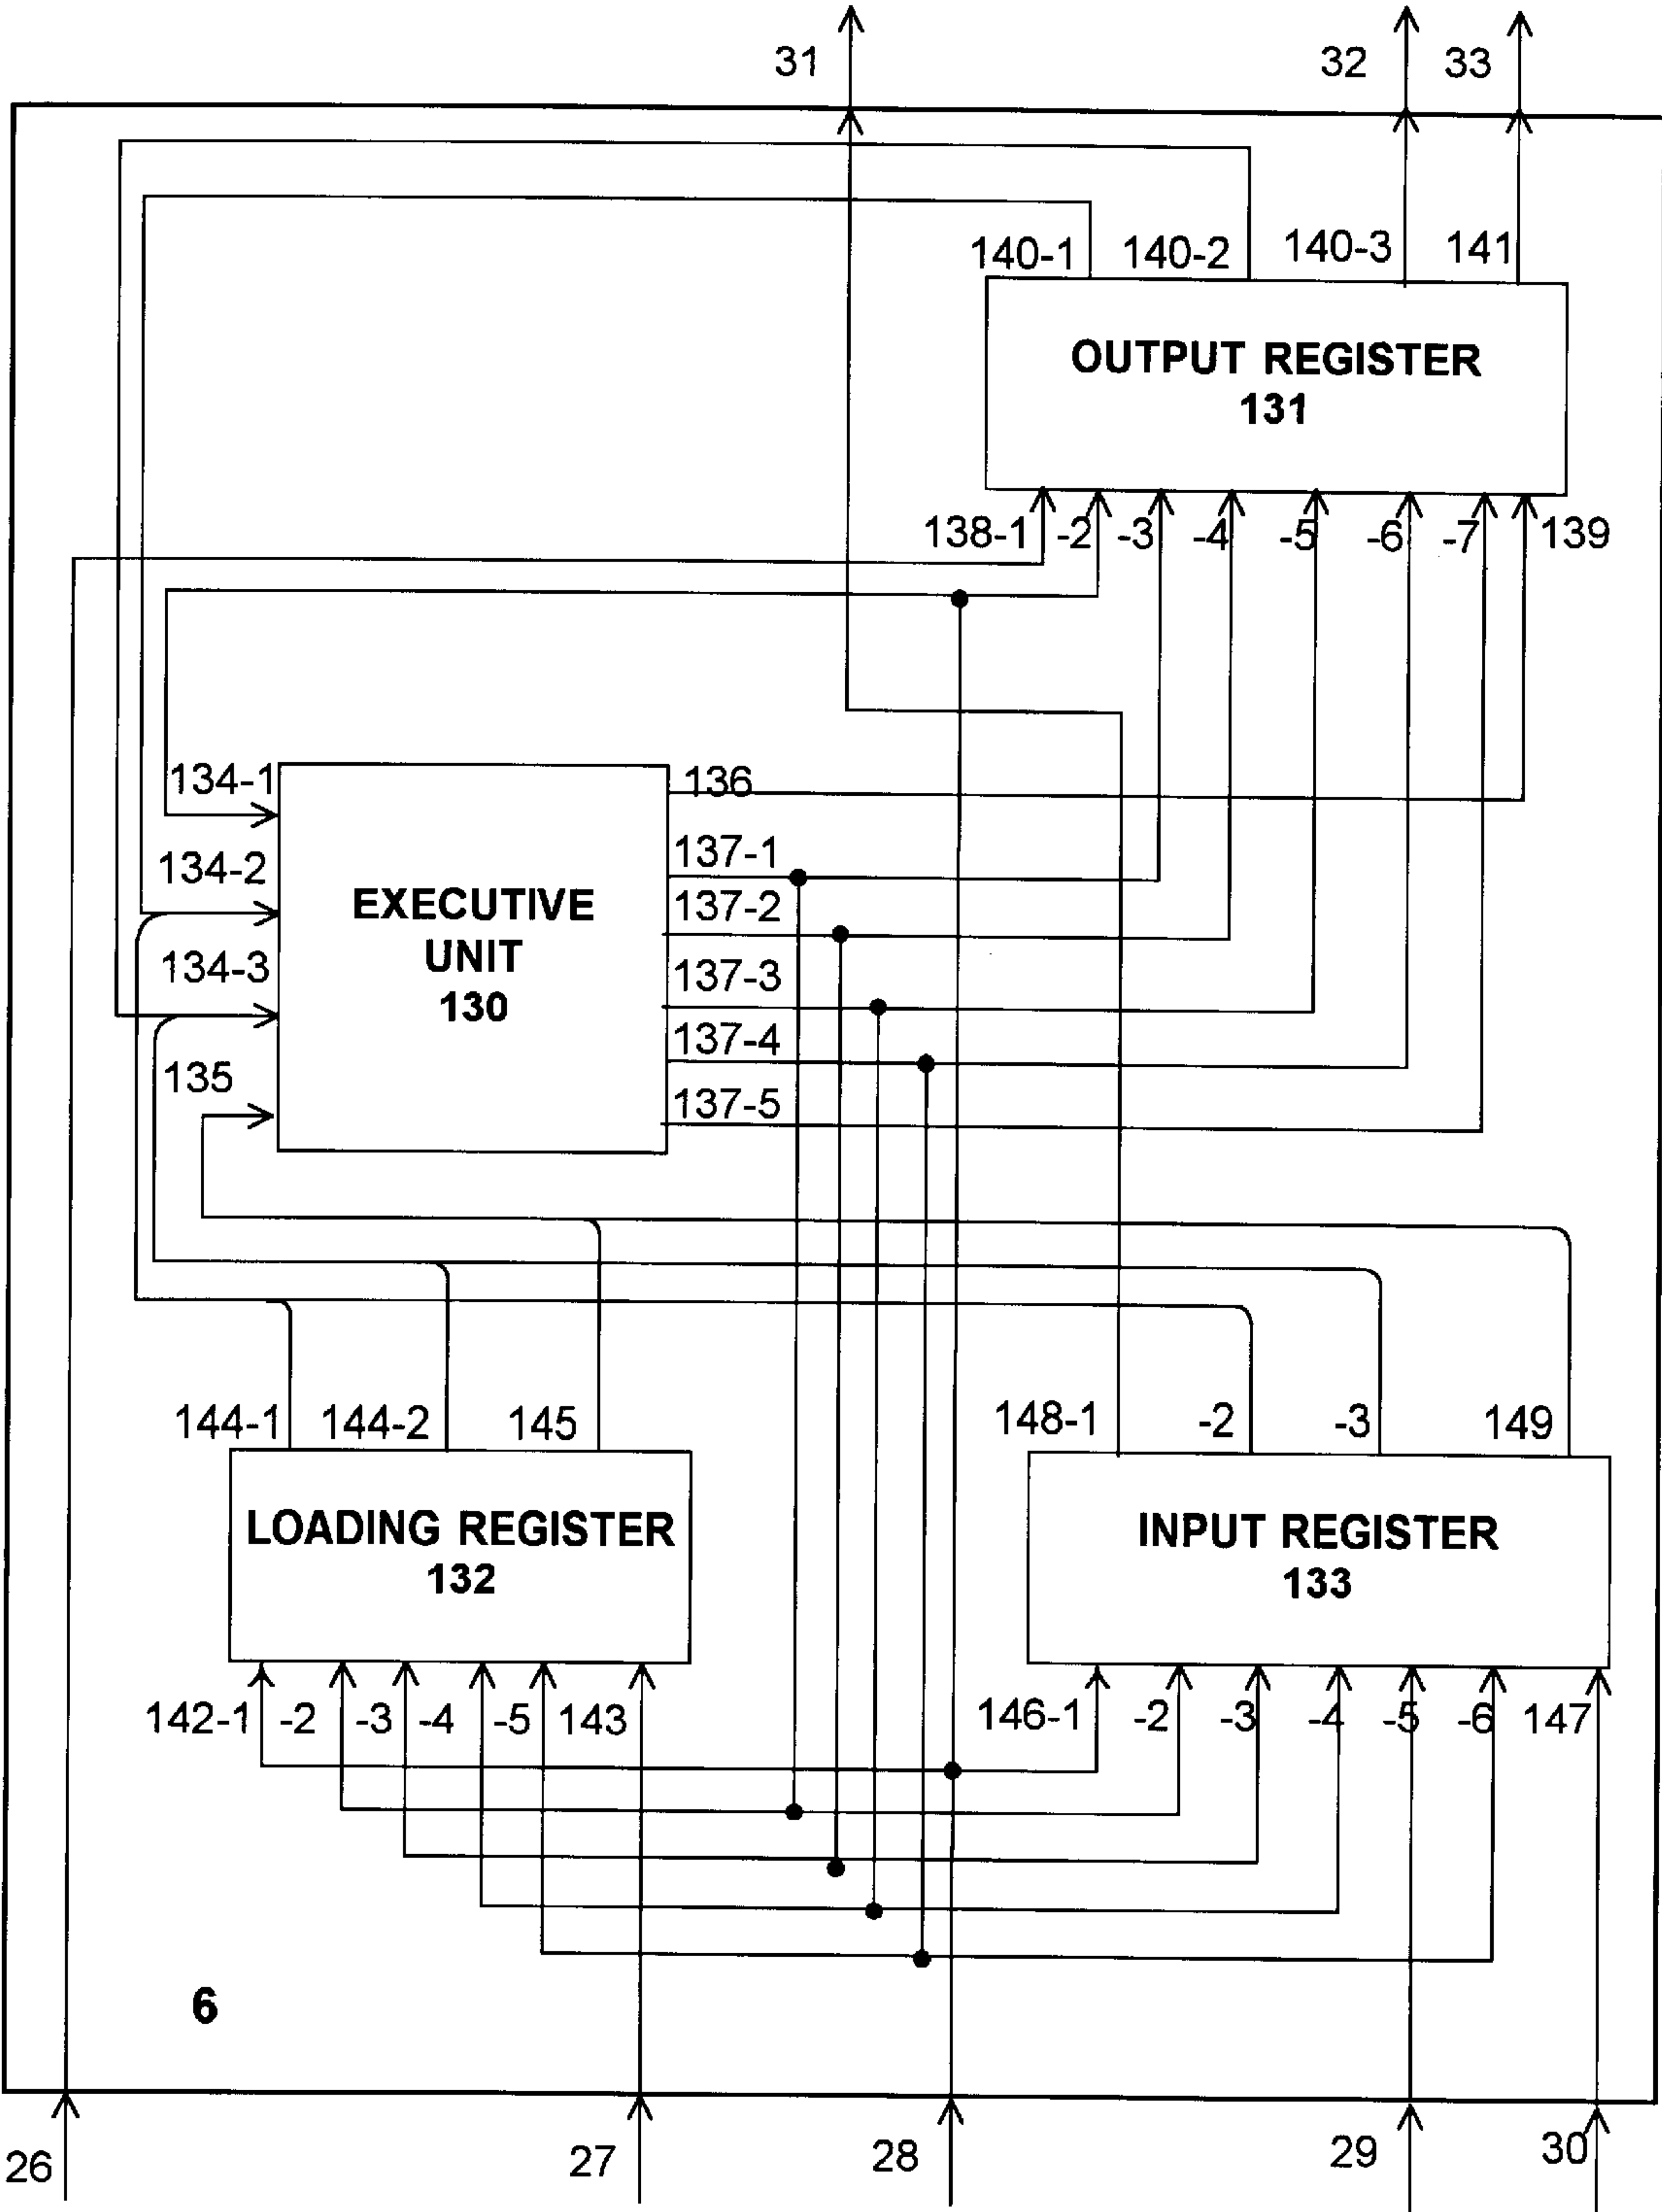 31 32 33
140-1 140-2 140-3 141
OUTPUT REGISTER
131
138-1 -2 -3 -4 -5 -6 -7 139
134-1 136
134-2 137-1
EXECUTIVE 137-2
UNIT
134-3 137-3
130
135 137-4
137-5
144-1 144-2 145 148-1 -2 -3 149
LOADING REGISTER INPUT REGISTER
132 133
142-1 -2 -3 -4 -5 143 146-1 -2 -3 -4 -5 -6 147
6
26 27 28 29 30